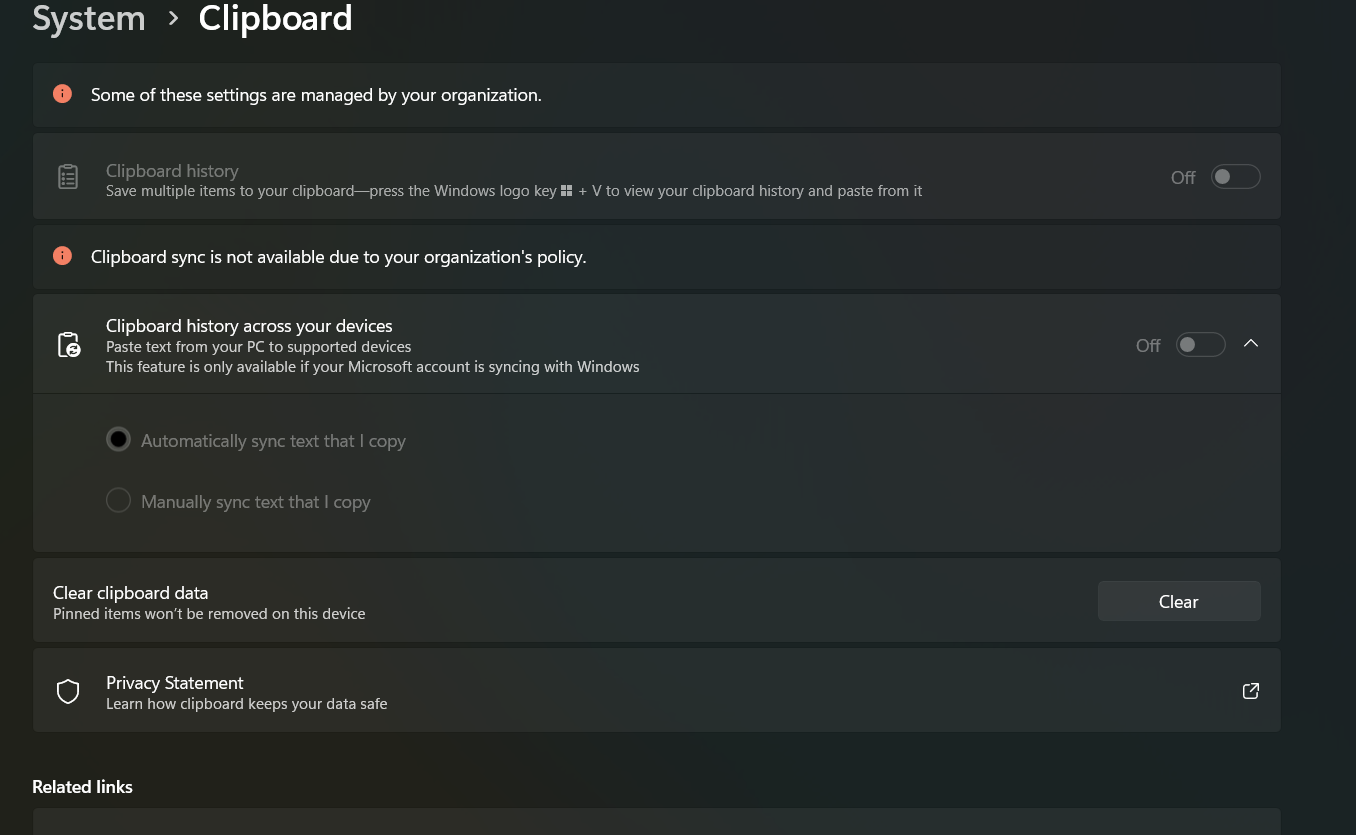 System > Clipboard
Some of these settings are managed by your organization.
Clipboard history
Save multiple items to your clipboard—press the Windows logo key + V to view your clipboard history and paste from it
Off
Clipboard sync is not available due to your organization's policy.
Clipboard history across your devices
Paste text from your PC to supported devices
This feature is only available if your Microsoft account is syncing with Windows
Off
Automatically sync text that I copy
Manually sync text that I copy
Clear clipboard data
Pinned items won’t be removed on this device
Clear
Privacy Statement
Learn how clipboard keeps your data safe
Related links